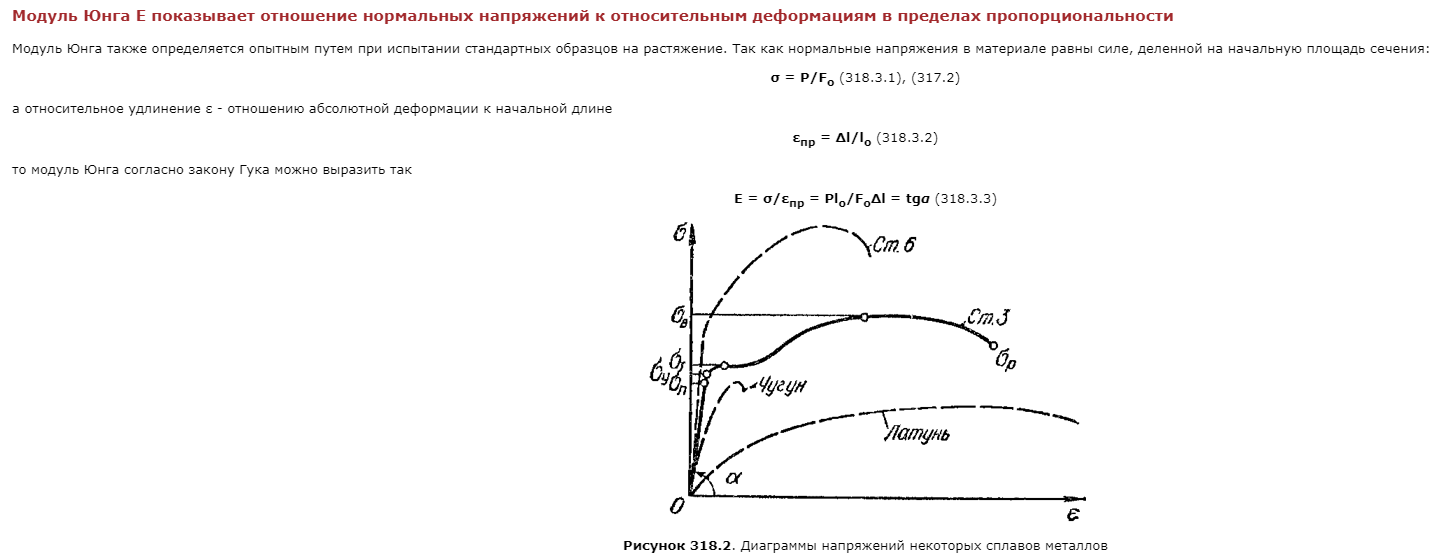 Модуль Юнга E показывает отношение нормальных напряжений к относительным деформациям в пределах пропорциональности
Модуль Юнга также определяется опытным путем при испытании стандартных образцов на растяжение. Так как нормальные напряжения в материале равны силе, деленной на начальную площадь сечения:
σ = P/Fo (318.3.1), (317.2)
а относительное удлинение ε - отношению абсолютной деформации к начальной длине
εпр = Δl/lo (318.3.2)
то модуль Юнга согласно закону Гука можно выразить так
E = σ/εпр = Plo/FoΔl = tgα (318.3.3)
σ
Ст.6
σв
Ст.3
σт
σр
σу
σп
Чугун
Латунь
α
0
ε
Рисунок 318.2. Диаграммы напряжений некоторых сплавов металлов